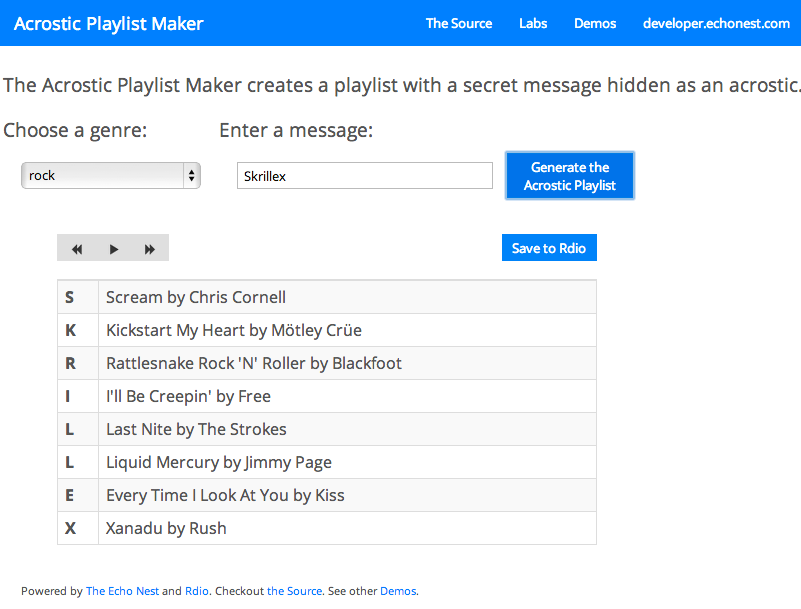 Acrostic Playlist Maker The Source Labs Demos developer.echonest.com
The Acrostic Playlist Maker creates a playlist with a secret message hidden as an acrostic.
Choose a genre: Enter a message:
rock Skrillex Generate the
Acrostic Playlist
Save to Rdio
S Scream by Chris Cornell
K Kickstart My Heart by Mötley Crüe
R Rattlesnake Rock 'N' Roller by Blackfoot
I I'll Be Creepin' by Free
L Last Nite by The Strokes
L Liquid Mercury by Jimmy Page
E Every Time I Look At You by Kiss
X Xanadu by Rush
Powered by The Echo Nest and Rdio. Checkout the Source. See other Demos.